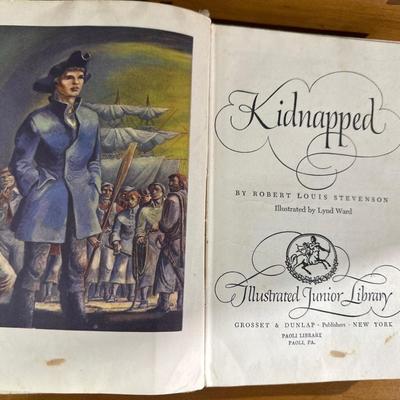 Kidnapped
BY ROBERT LOUIS STEVENSON
Illustrated by Lynd Ward
Illustrated Junior Library
GROSSET & DUNLAP · Publishers · NEW YORK
PAOLI LIBRARY
PAOLI, PA.